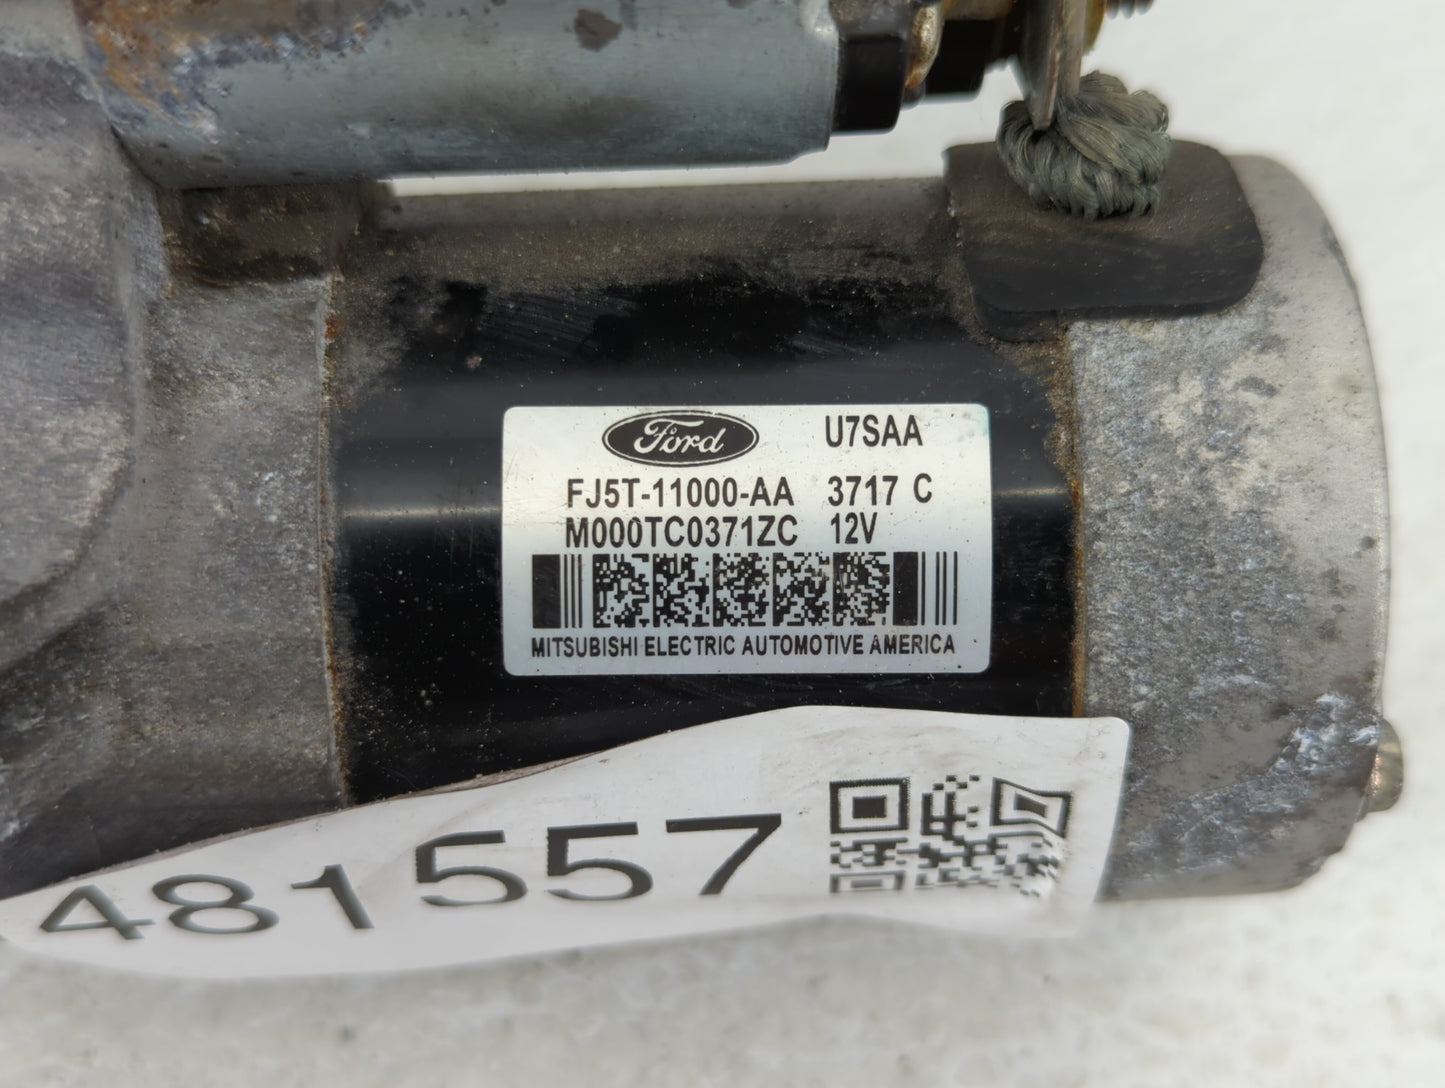 Ford U7SAA
FJ5T-11000-AA 3717 C
M000TC0371ZC 12V
MITSUBISHI ELECTRIC AUTOMOTIVE AMERICA
481557